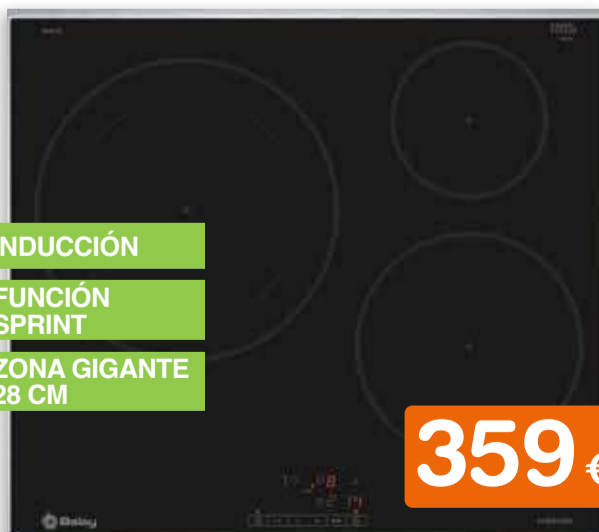 INDUCCIÓN
FUNCIÓN
SPRINT
ZONA GIGANTE
28 CM
359 €
Balay